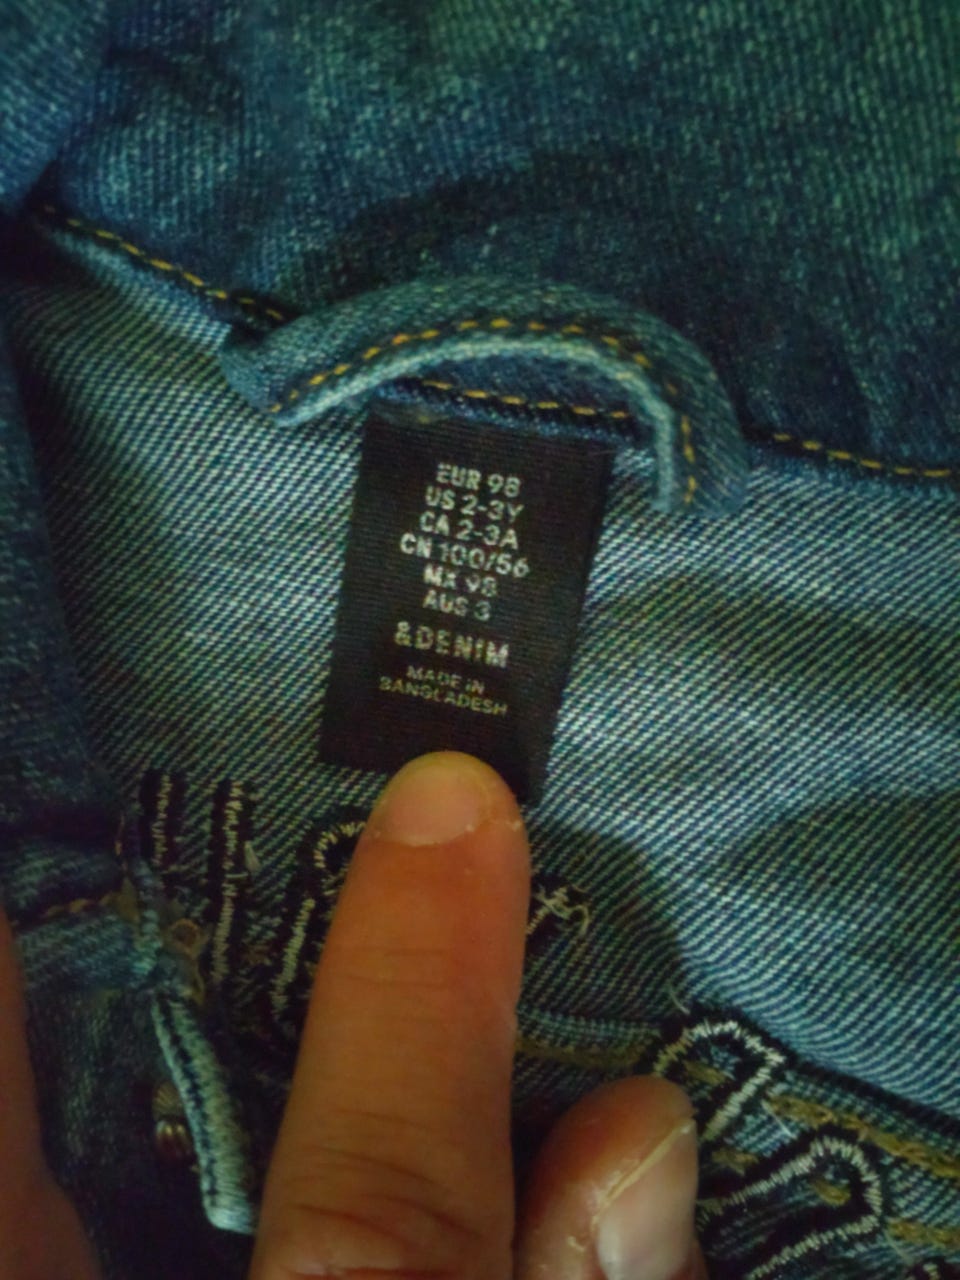 EUR 98
US 2-3Y
CA 2-3A
CN 100/56
MX 98
AUS 3
&DENIM
MADE IN
BANGLADESH